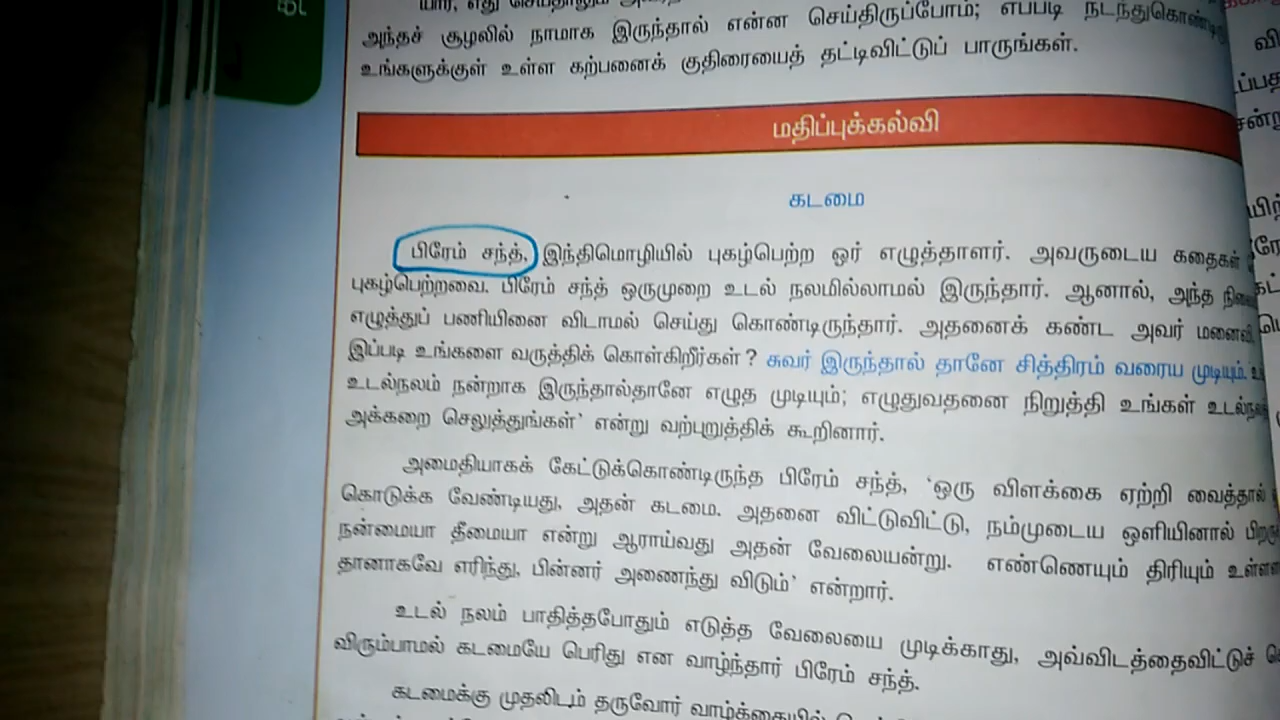 அந்தச் சூழலில் நாமாக இருந்தால் என்ன செய்திருப்போம்; எப்படி
உங்களுக்குள் உள்ள கற்பனைக் குதிரையைத் தட்டிவிட்டுப் பாருங்கள்.
மதிப்புக்கல்வி
கடமை
பிரேம் சந்த், இந்திமொழியில் புகழ்பெற்ற ஓர் எழுத்தாளர். அவருடைய கதைகள்
புகழ்பெற்றவை. பிரேம் சந்த் ஒருமுறை உடல் நலமில்லாமல் இருந்தார். ஆனால், அந்த
எழுத்துப் பணியினை விடாமல் செய்து கொண்டிருந்தார். அதனைக் கண்ட அவர் மனைவி,
இப்படி உங்களை வருத்திக் கொள்கிறீர்கள்? சுவர் இருந்தால் தானே சித்திரம் வரைய முடியும்.
உடல்நலம் நன்றாக இருந்தால்தானே எழுத முடியும்; எழுதுவதனை நிறுத்தி உங்கள்
அக்கறை செலுத்துங்கள்' என்று வற்புறுத்திக் கூறினார்.
அமைதியாகக் கேட்டுக்கொண்டிருந்த பிரேம் சந்த், 'ஒரு விளக்கை ஏற்றி வைத்தால்
கொடுக்க வேண்டியது, அதன் கடமை. அதனை விட்டுவிட்டு, நம்முடைய ஒளியினால்
நன்மையா தீமையா என்று ஆராய்வது அதன் வேலையன்று. எண்ணெயும் திரியும்
தானாகவே எரிந்து, பின்னர் அணைந்து விடும்' என்றார்.
உடல் நலம் பாதித்தபோதும் எடுத்த வேலையை முடிக்காது, அவ்விடத்தைவிட்டுச்
விரும்பாமல் கடமையே பெரிது என வாழ்ந்தார் பிரேம் சந்த்.
கடமைக்கு முதலிடம் தருவோர் வாழ்க்கையில்